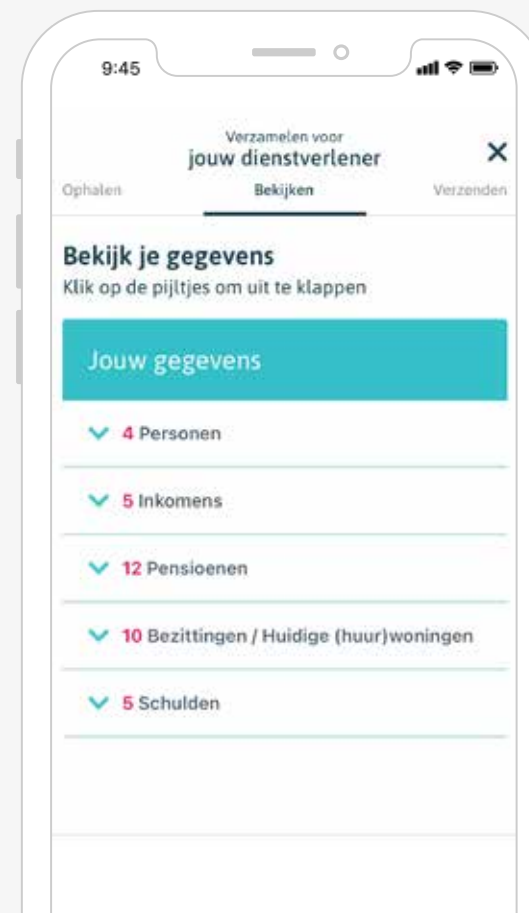 9:45
Verzamelen voor
jouw dienstverlener
Ophalen Bekijken Verzenden
Bekijk je gegevens
Klik op de pijltjes om uit te klappen
Jouw gegevens
4 Personen
5 Inkomens
12 Pensioenen
10 Bezittingen / Huidige (huur)woningen
5 Schulden